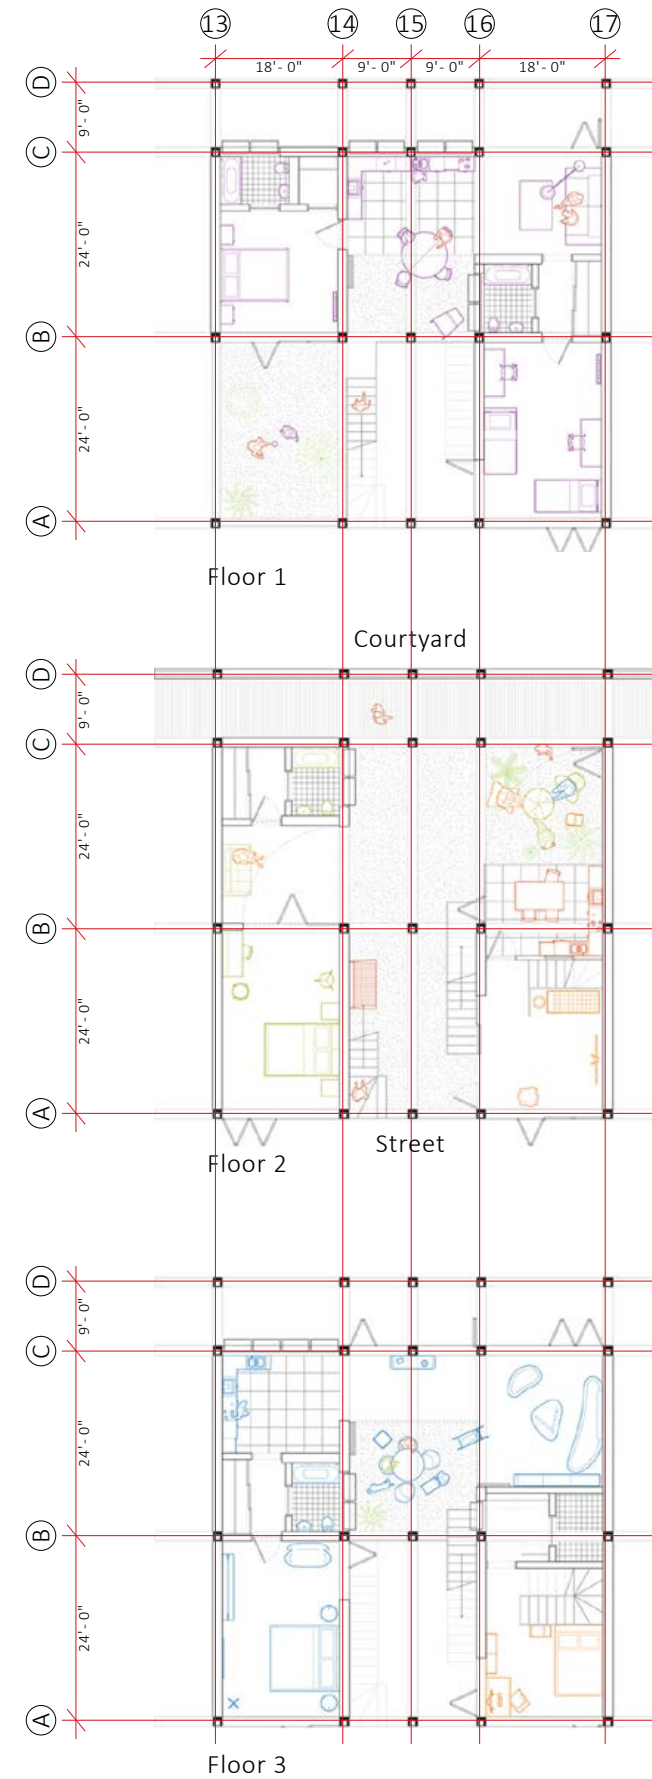 13 14 15 16 17
18'- 0" 9'- 0" 9'- 0" 18'- 0"
D
9'- 0"
C
24'- 0"
B
24'- 0"
A
Floor 1
Courtyard
D
9'- 0"
C
24'- 0"
B
24'- 0"
A
Street
Floor 2
D
9'- 0"
C
24'- 0"
B
24'- 0"
A
Floor 3